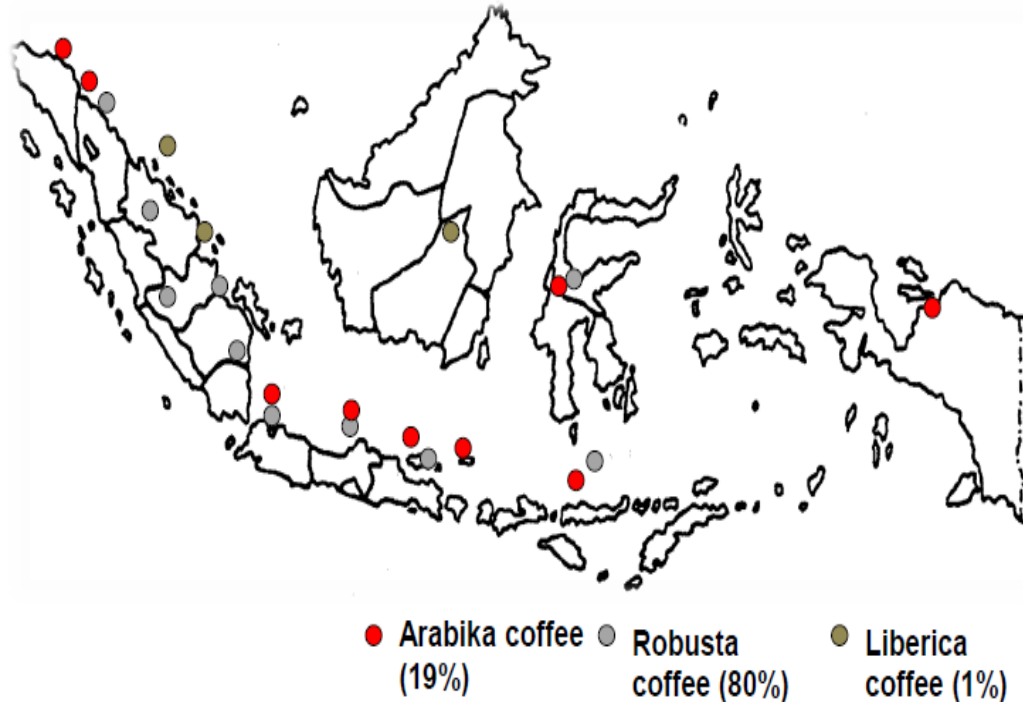 Arabika coffee
(19%)
Robusta
coffee (80%)
Liberica
coffee (1%)